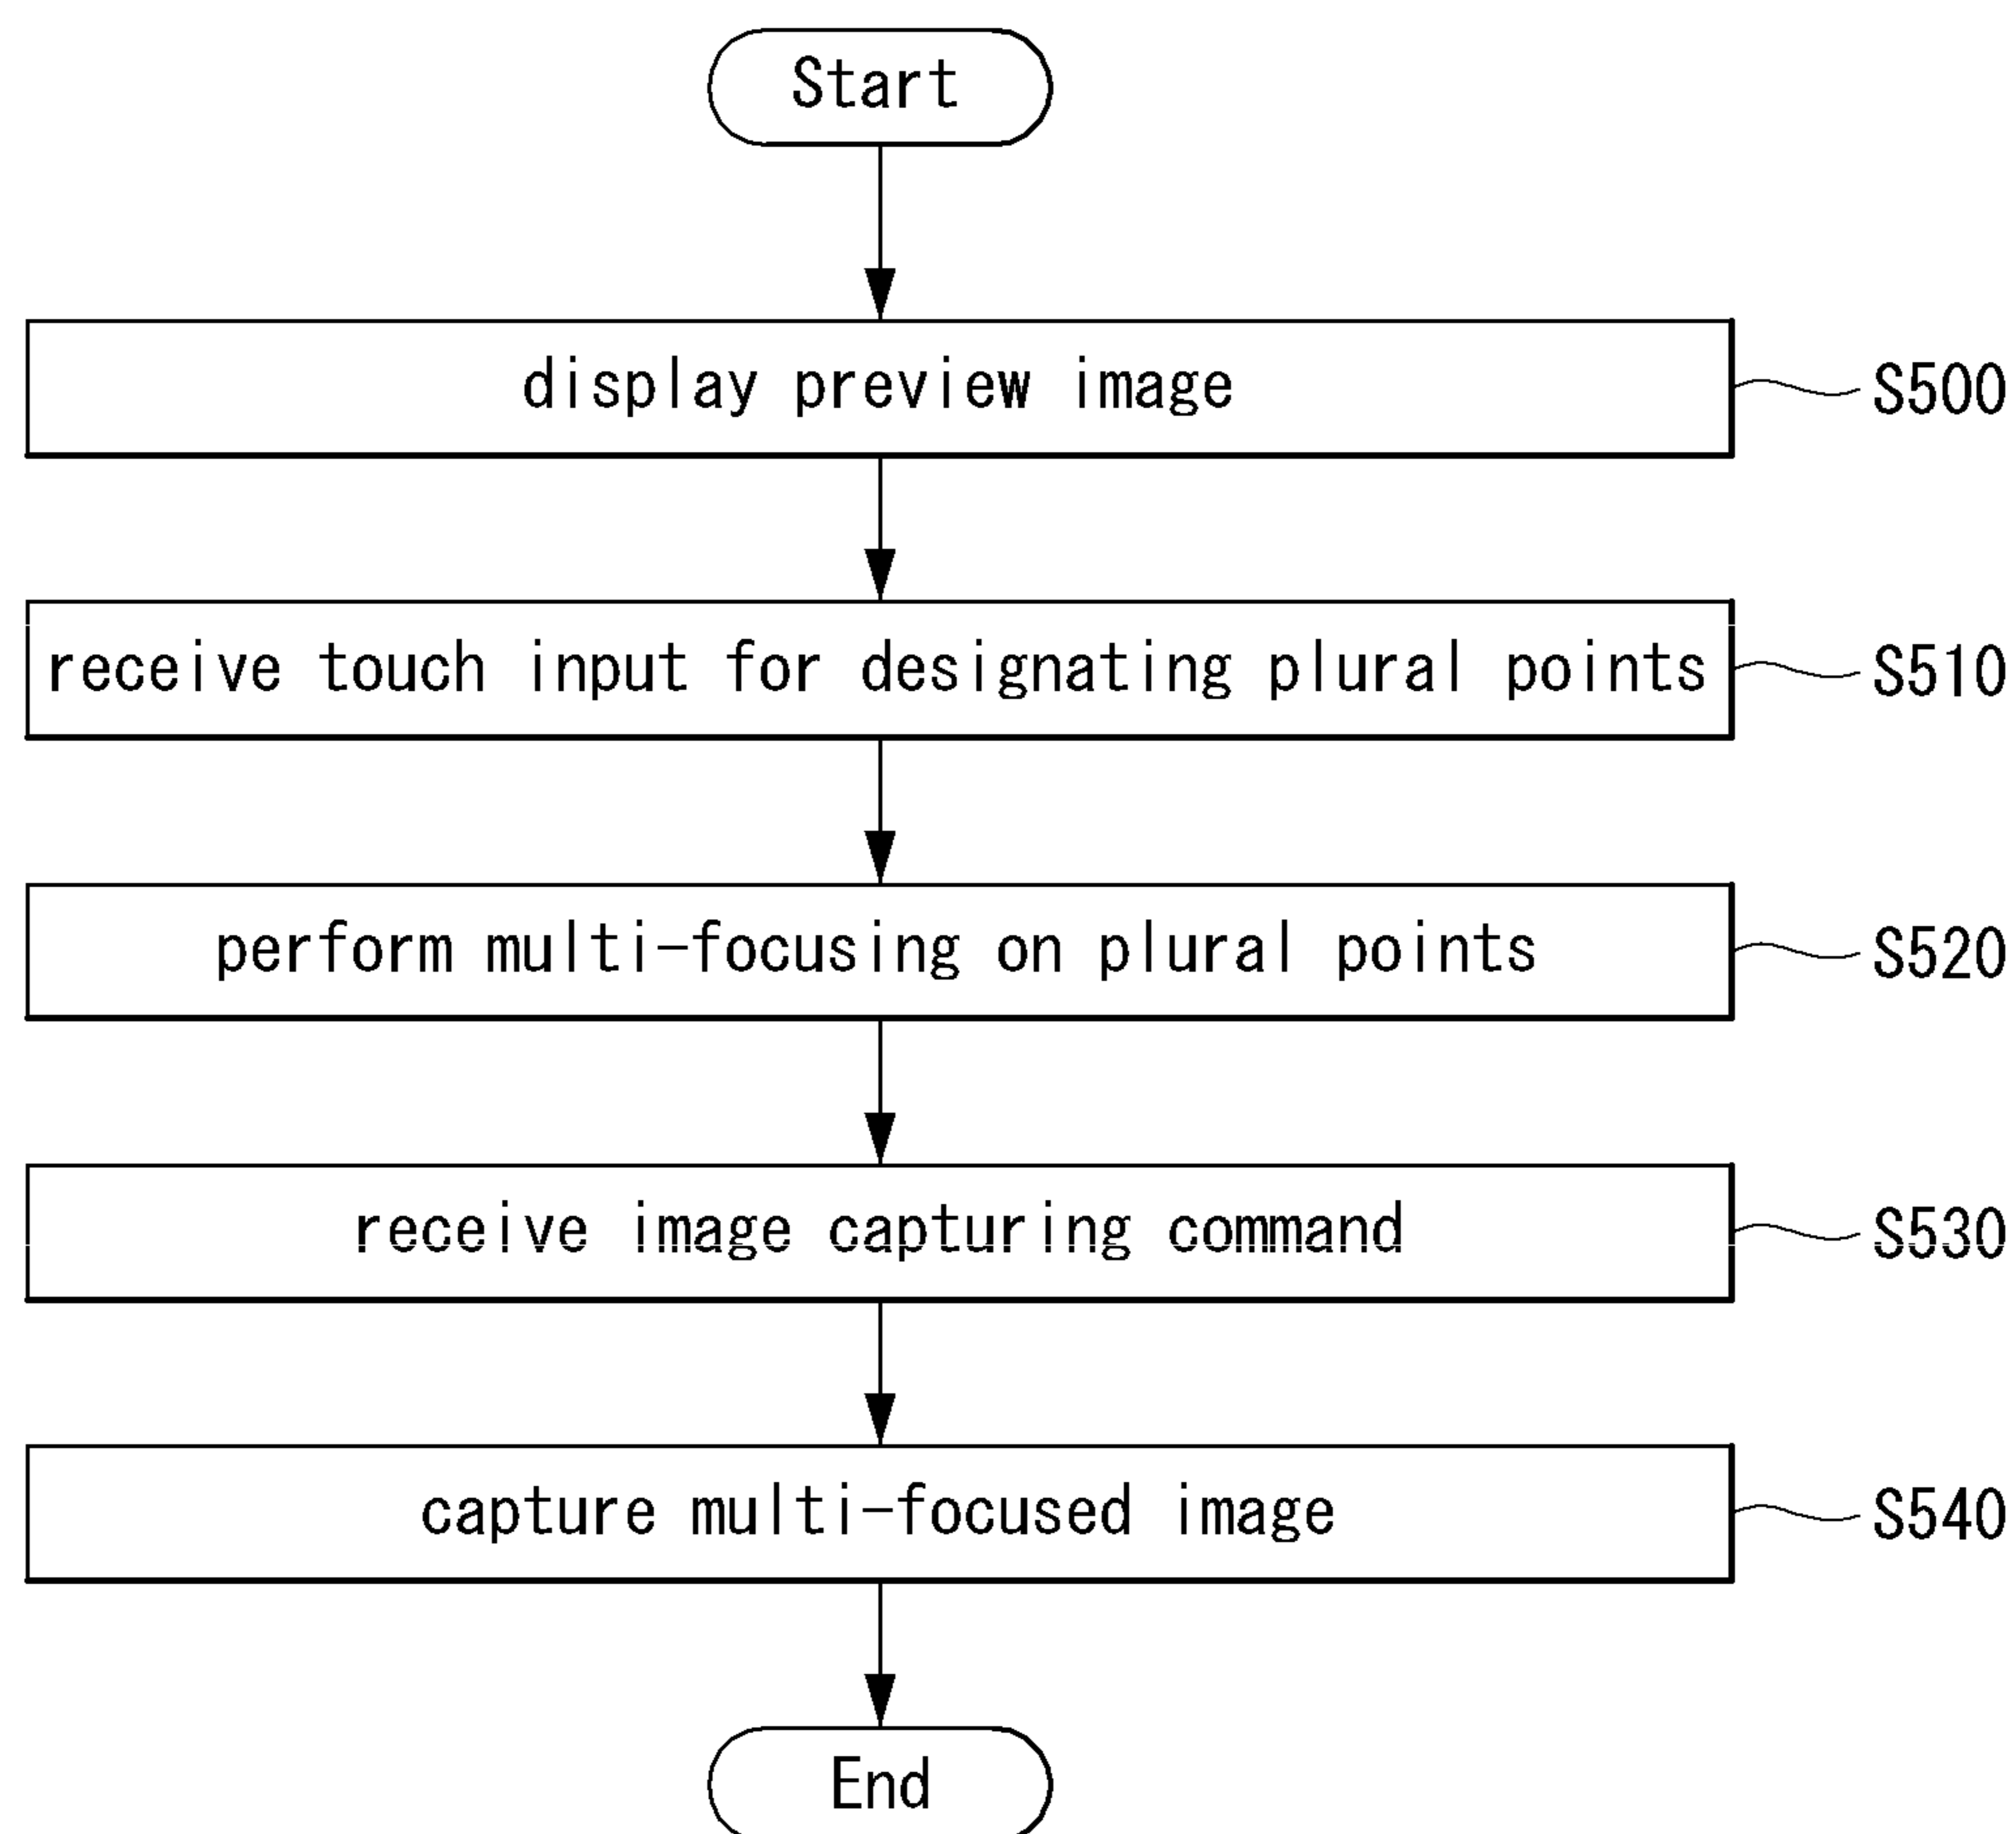 Start
display preview image S500
receive touch input for designating plural points S510
perform multi-focusing on plural points S520
receive image capturing command S530
capture multi-focused image S540
End